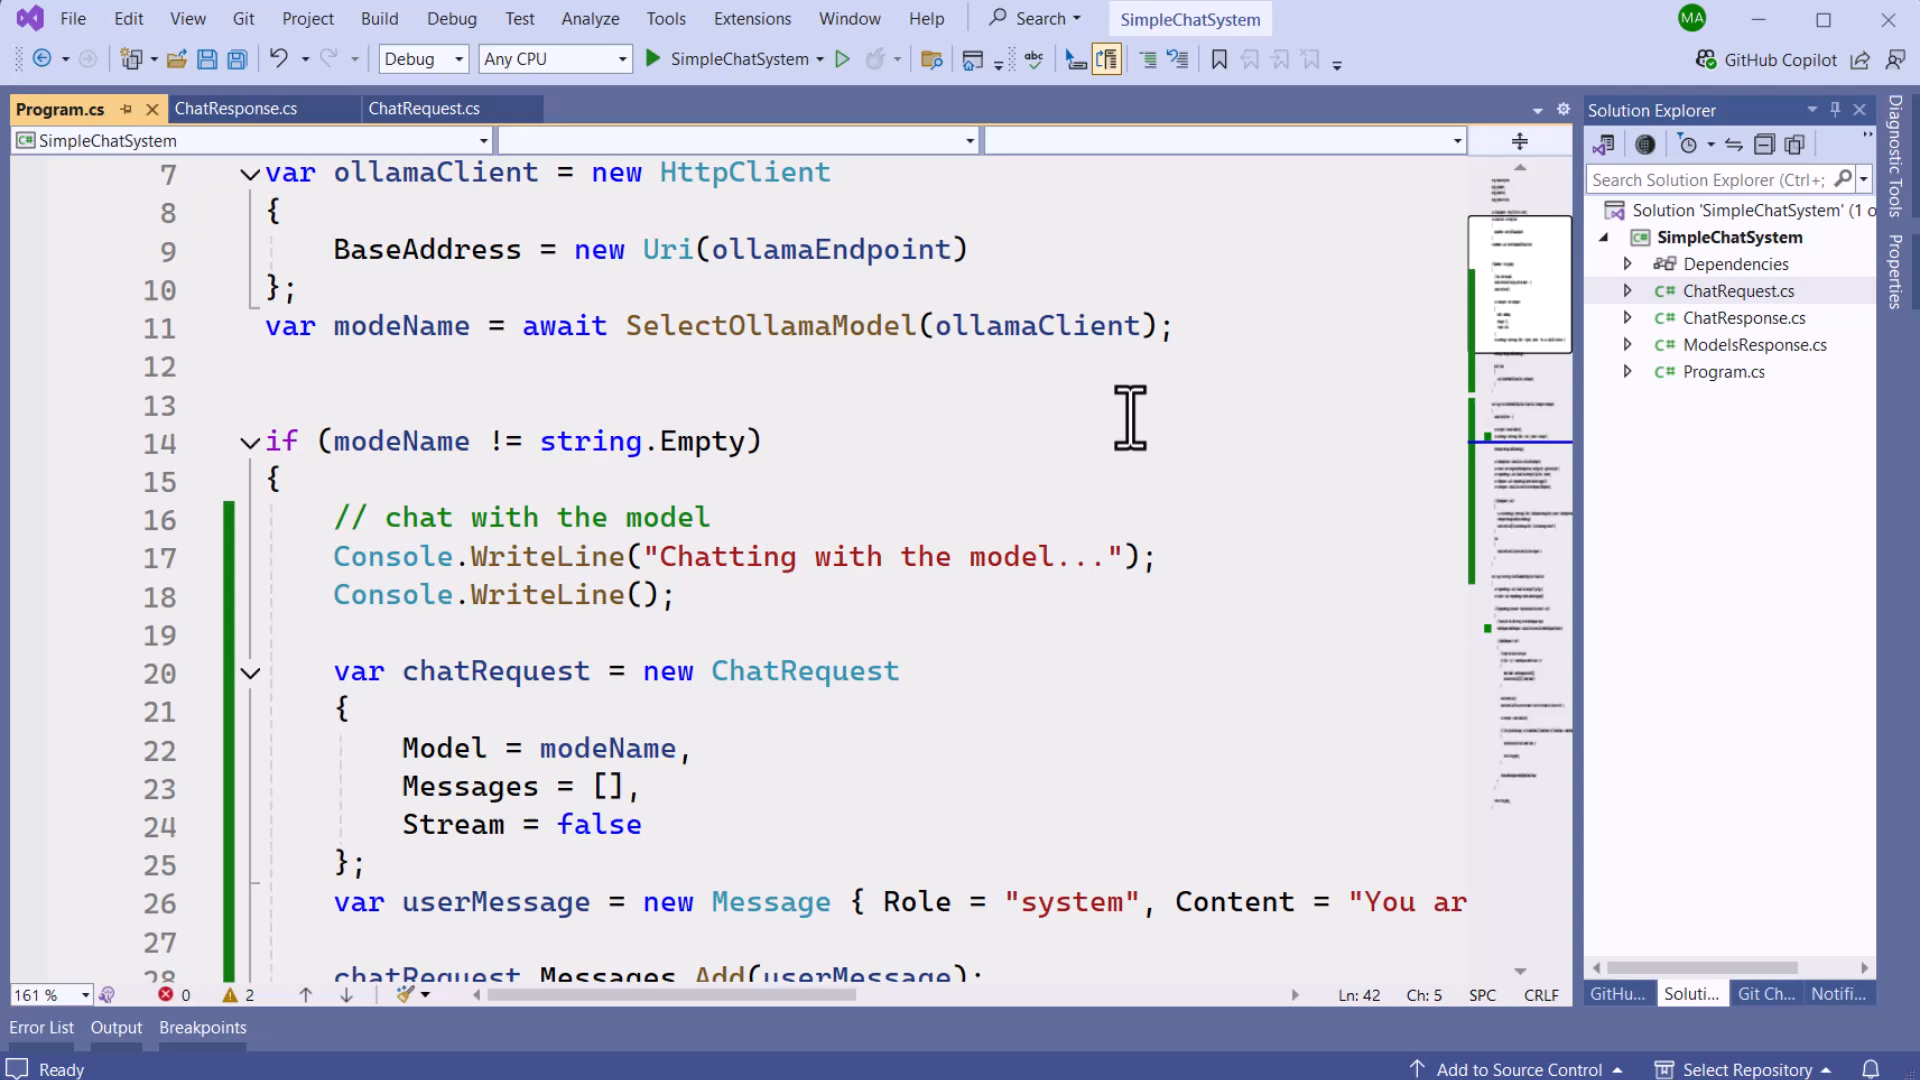 File Edit View Git Project Build Debug Test Analyze Tools Extensions Window Help Search SimpleChatSystem MA
Debug Any CPU SimpleChatSystem abc GitHub Copilot
Program.cs ChatResponse.cs ChatRequest.cs
C# SimpleChatSystem
7 var ollamaClient = new HttpClient
8 {
9 BaseAddress = new Uri(ollamaEndpoint)
10 };
11 var modeName = await SelectOllamaModel(ollamaClient);
12
13
14 if (modeName != string.Empty)
15 {
16 // chat with the model
17 Console.WriteLine("Chatting with the model...");
18 Console.WriteLine();
19
20 var chatRequest = new ChatRequest
21 {
22 Model = modeName,
23 Messages = [],
24 Stream = false
25 };
26 var userMessage = new Message { Role = "system", Content = "You ar
27
28 chatRequest.Messages.Add(userMessage);
161 % 0 2 Ln: 42 Ch: 5 SPC CRLF
Solution Explorer
Search Solution Explorer (Ctrl+;
Solution 'SimpleChatSystem' (1 o
C# SimpleChatSystem
Dependencies
C# ChatRequest.cs
C# ChatResponse.cs
C# ModelsResponse.cs
C# Program.cs
GitHu... Soluti... Git Ch... Notifi...
Diagnostic Tools
Properties
Error List Output Breakpoints
Ready Add to Source Control Select Repository